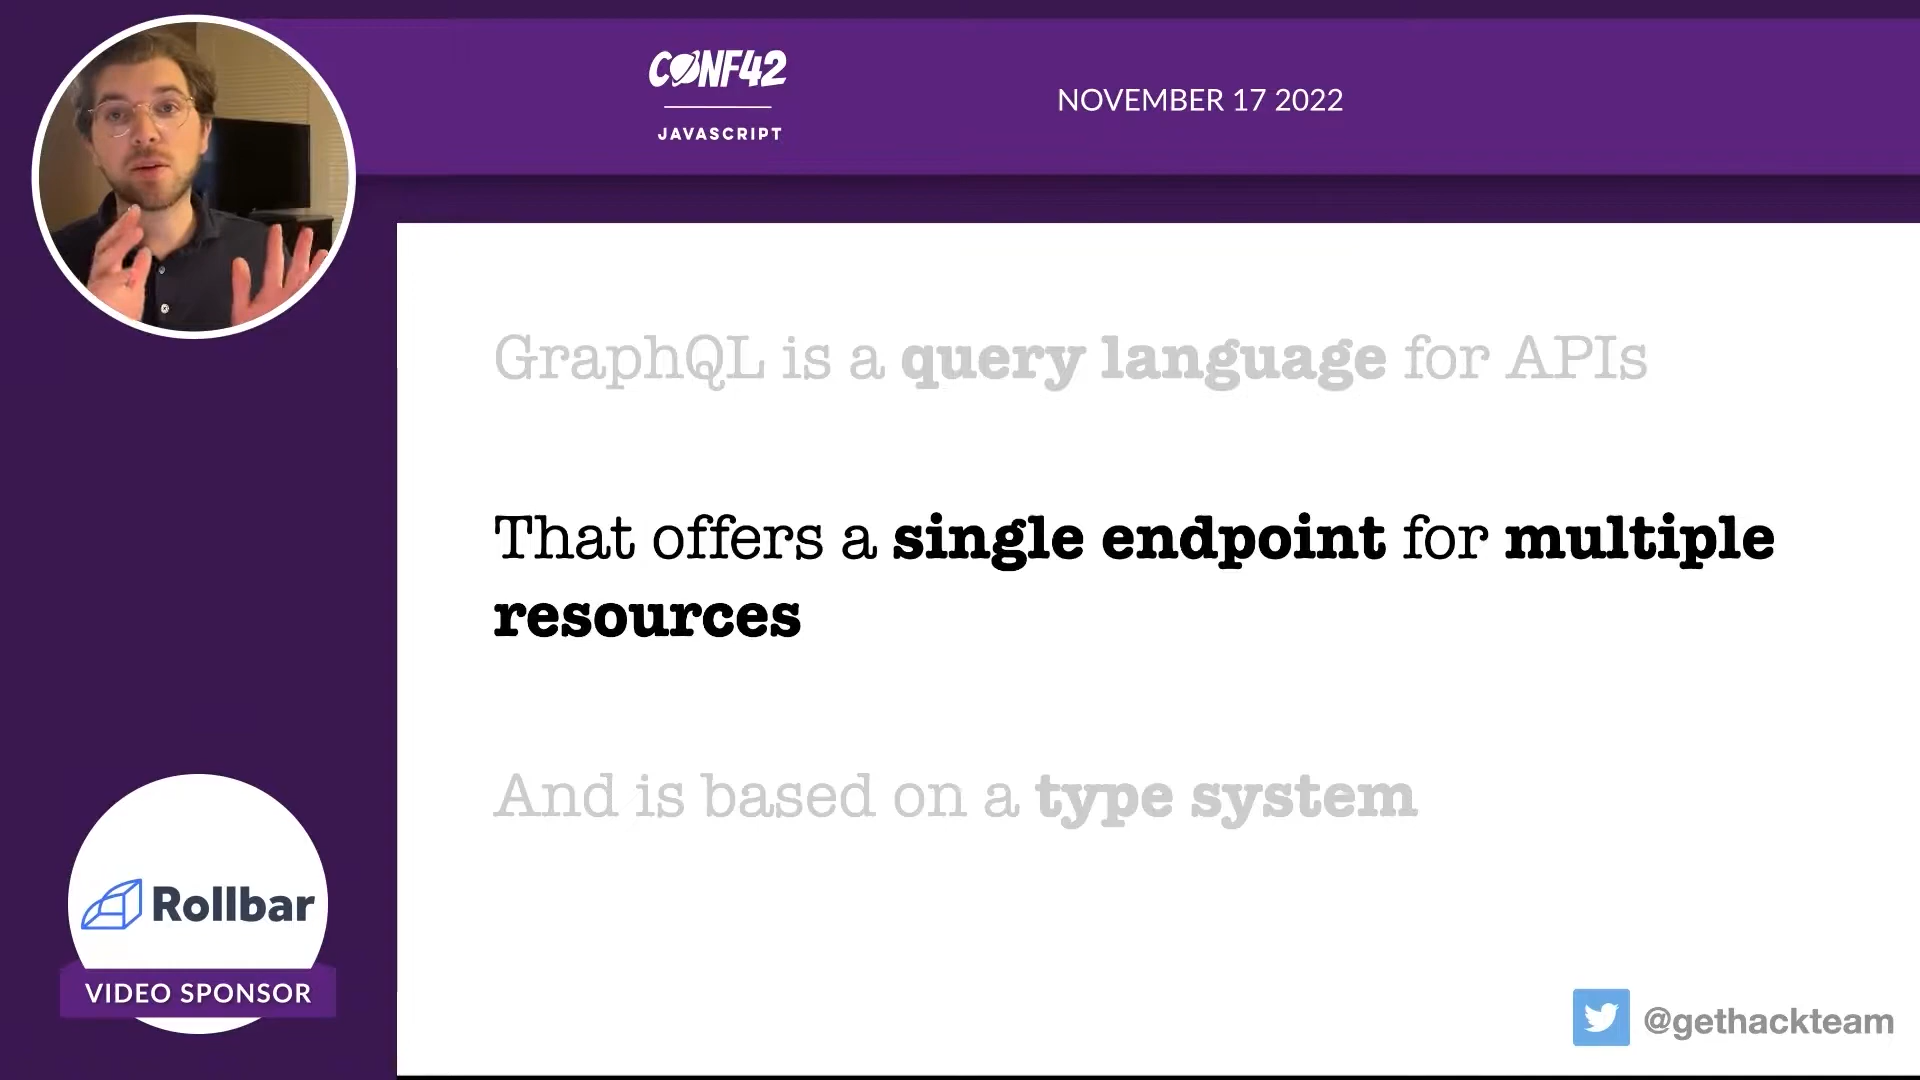 CONF42
JAVASCRIPT
NOVEMBER 17 2022
GraphQL is a query language for APIs
That offers a single endpoint for multiple
resources
And is based on a type system
Rollbar
VIDEO SPONSOR
@gethackteam